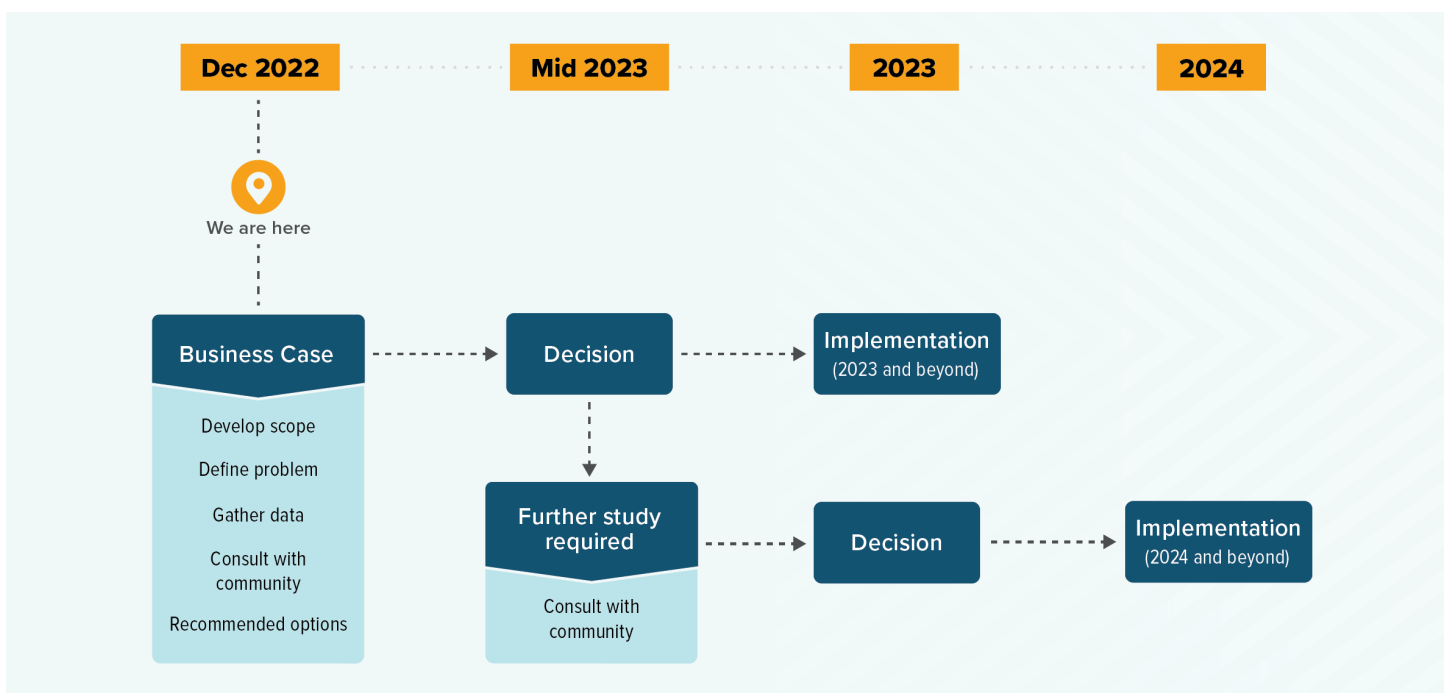 Dec 2022
Mid 2023
2023
2024
We are here
Business Case
Develop scope
Define problem
Gather data
Consult with
community
Recommended options
Decision
Implementation
(2023 and beyond)
Further study
required
Consult with
community
Decision
Implementation
(2024 and beyond)